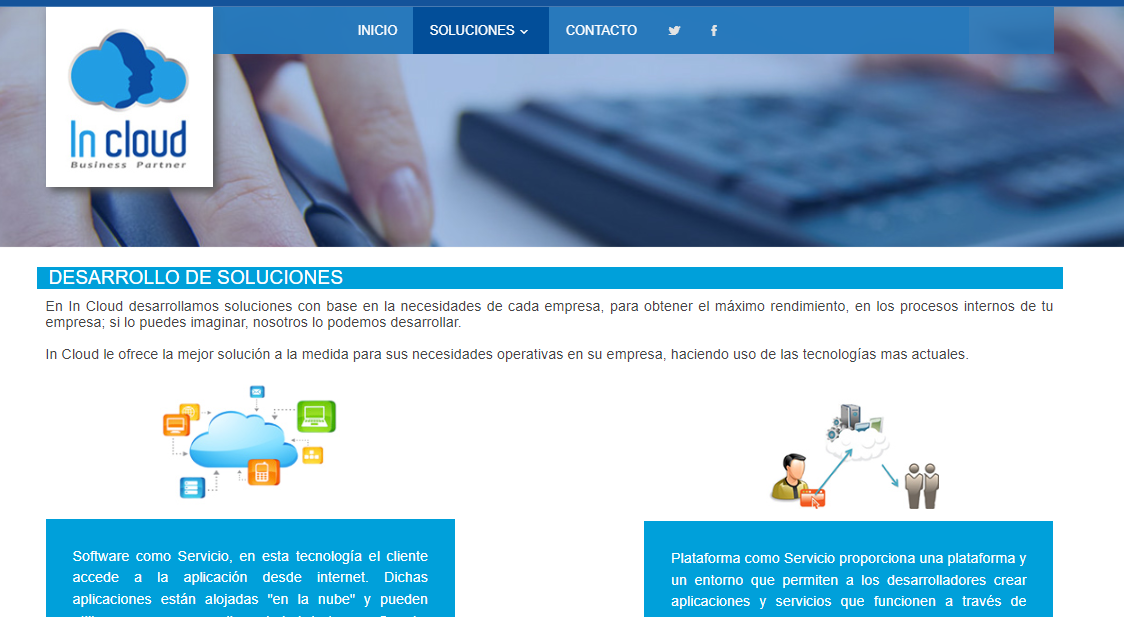 INICIO SOLUCIONES CONTACTO
In cloud
Business Partner
DESARROLLO DE SOLUCIONES
En In Cloud desarrollamos soluciones con base en la necesidades de cada empresa, para obtener el máximo rendimiento, en los procesos internos de tu
empresa; si lo puedes imaginar, nosotros lo podemos desarrollar.
In Cloud le ofrece la mejor solución a la medida para sus necesidades operativas en su empresa, haciendo uso de las tecnologías mas actuales.
Software como Servicio, en esta tecnología el cliente
accede a la aplicación desde internet. Dichas
aplicaciones están alojadas "en la nube" y pueden
Plataforma como Servicio proporciona una plataforma y
un entorno que permiten a los desarrolladores crear
aplicaciones y servicios que funcionen a través de